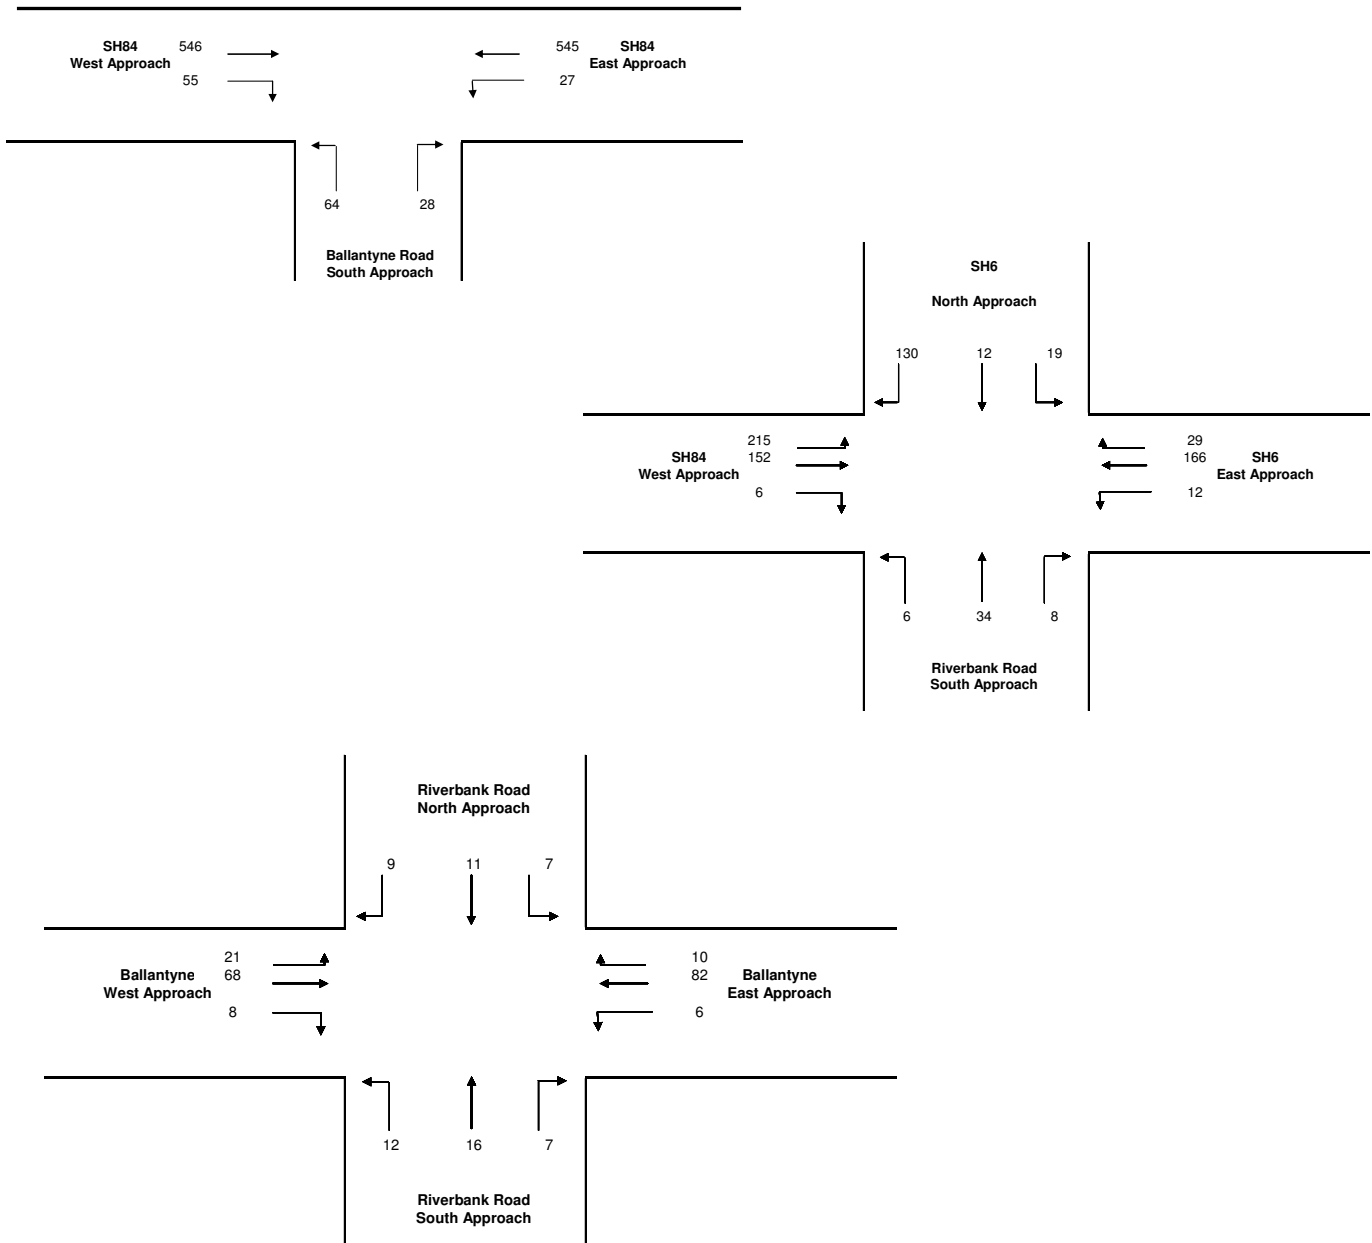 SH84 546 545 SH84
West Approach East Approach
55 27
64 28
Ballantyne Road
South Approach
SH6
North Approach
130 12 19
215 29
SH84 152 166 SH6
West Approach East Approach
6 12
6 34 8
Riverbank Road
South Approach
Riverbank Road
North Approach
9 11 7
21 10
Ballantyne 68 82 Ballantyne
West Approach East Approach
8 6
12 16 7
Riverbank Road
South Approach